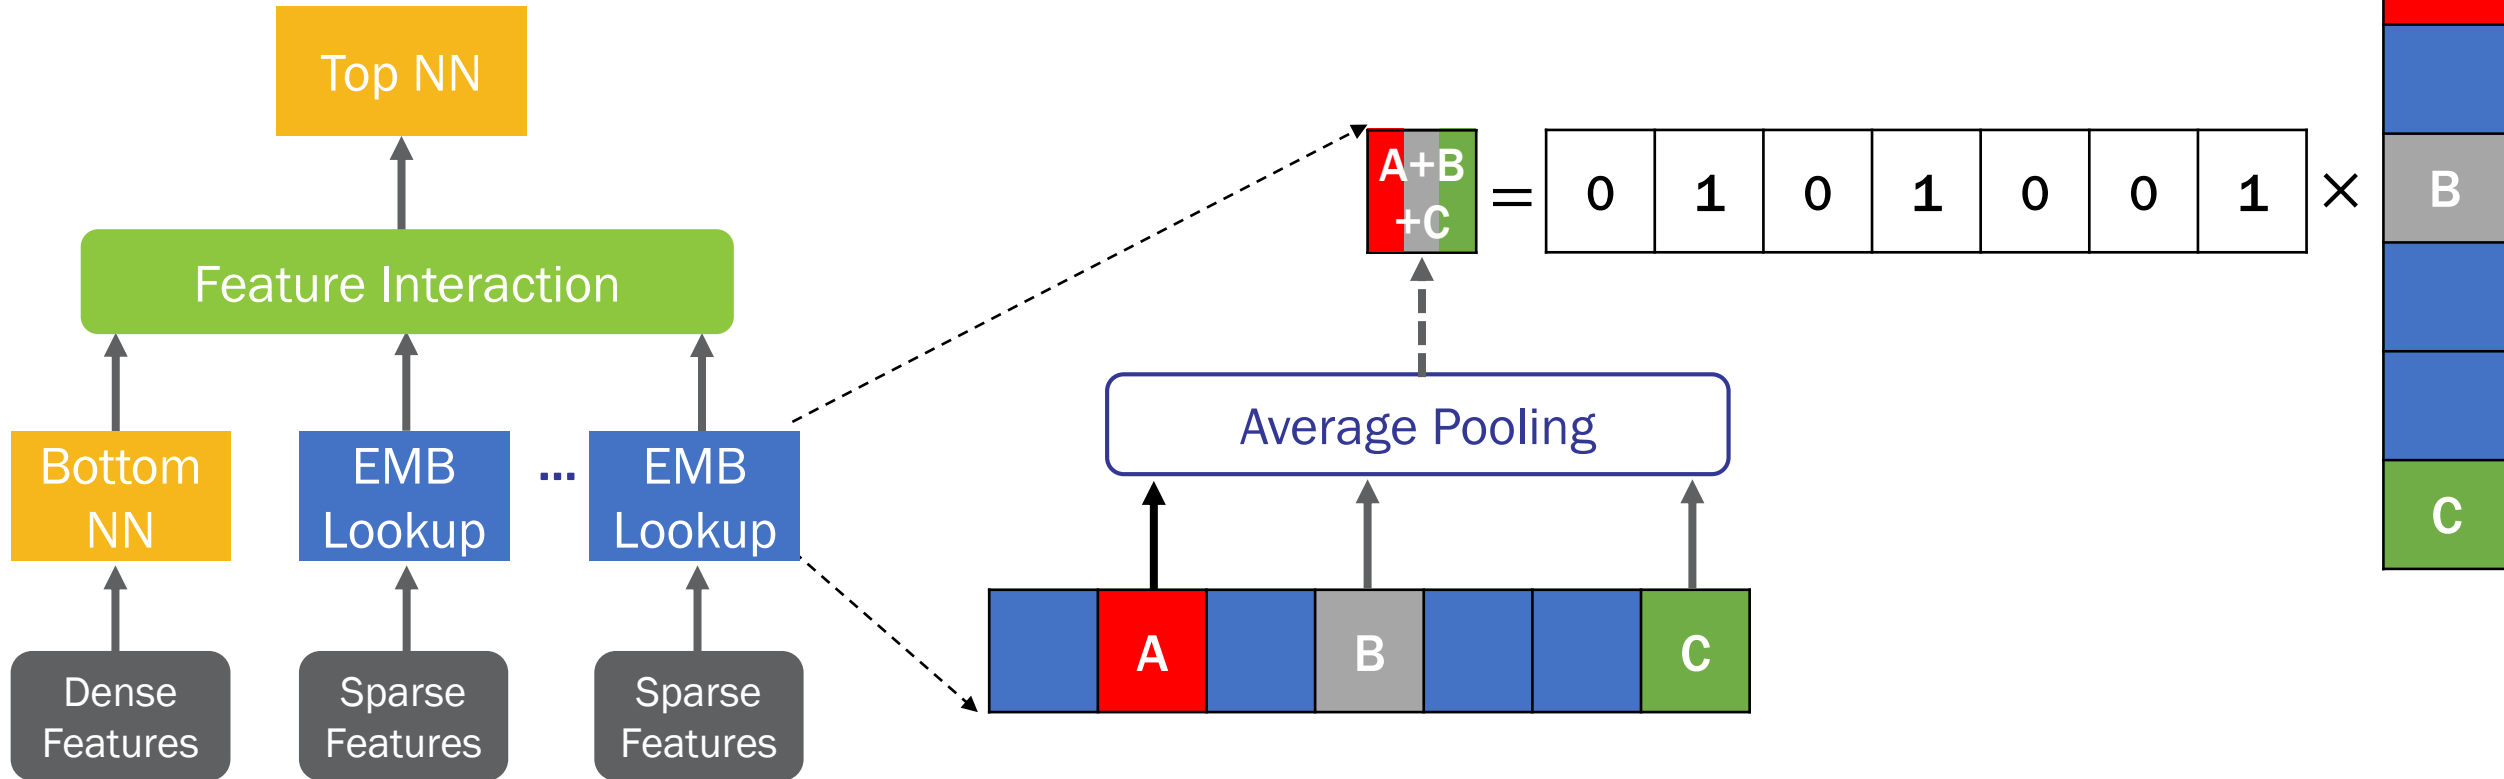 Top NN
Feature Interaction
Bottom
NN
EMB
Lookup
...
EMB
Lookup
Dense
Features
Sparse
Features
Sparse
Features
A+B
+C
=
0 1 0 1 0 0 1
×
B
C
Average Pooling
A
B
C